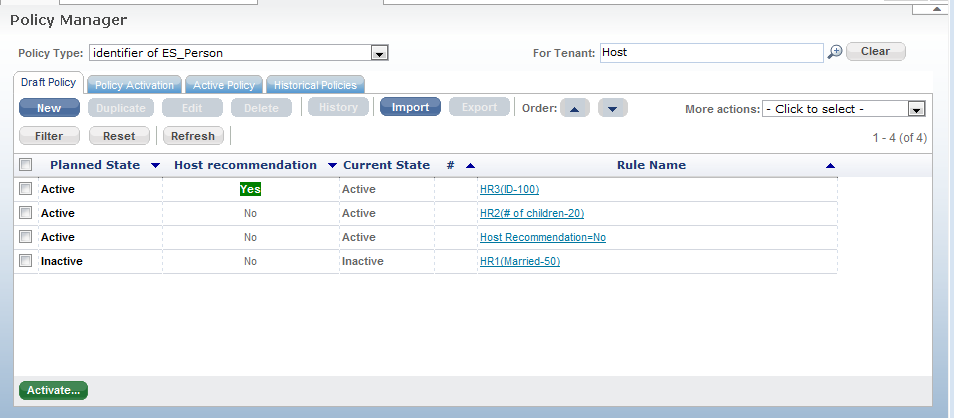 Policy Manager
Policy Type: identifier of ES_Person For Tenant: Host Clear
Draft Policy Policy Activation Active Policy Historical Policies
New Duplicate Edit Delete History Import Export Order: More actions: - Click to select -
Filter Reset Refresh 1 - 4 (of 4)
Planned State Host recommendation Current State # Rule Name
Active Yes Active HR3(ID-100)
Active No Active HR2(# of children-20)
Active No Active Host Recommendation=No
Inactive No Inactive HR1(Married-50)
Activate...